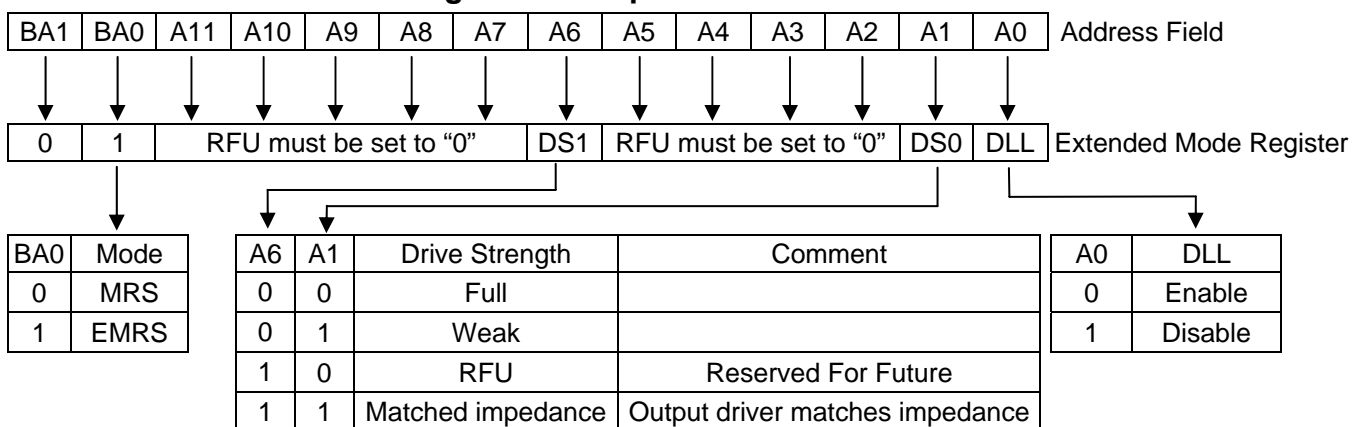 BA1 BA0 A11 A10 A9 A8 A7 A6 A5 A4 A3 A2 A1 A0 Address Field
0 1 RFU must be set to “0” DS1 RFU must be set to “0” DS0 DLL Extended Mode Register
BA0 Mode A6 A1 Drive Strength Comment A0 DLL
0 MRS 0 0 Full 0 Enable
1 EMRS 0 1 Weak 1 Disable
1 0 RFU Reserved For Future
1 1 Matched impedance Output driver matches impedance